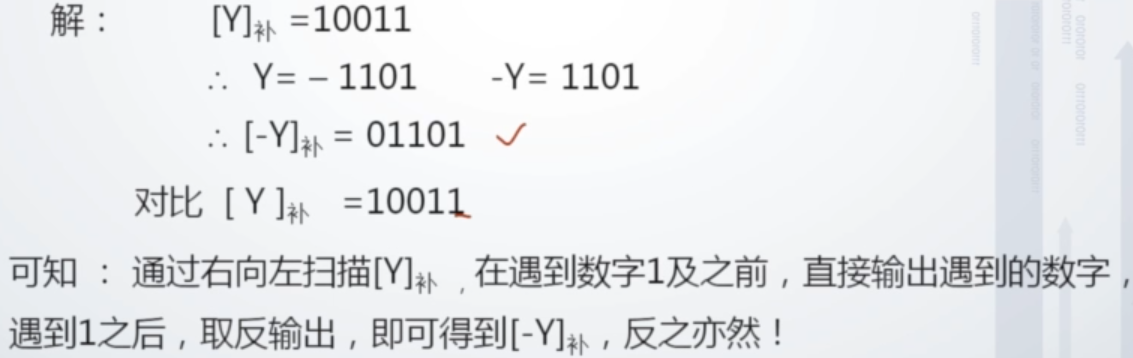 解： [Y]补 =10011
∴ Y= – 1101 -Y= 1101
∴ [-Y]补 = 01101 ✓
对比 [ Y ]补 =10011
可知 ： 通过右向左扫描[Y]补 , 在遇到数字1及之前，直接输出遇到的数字，
遇到1之后，取反输出，即可得到[-Y]补，反之亦然！